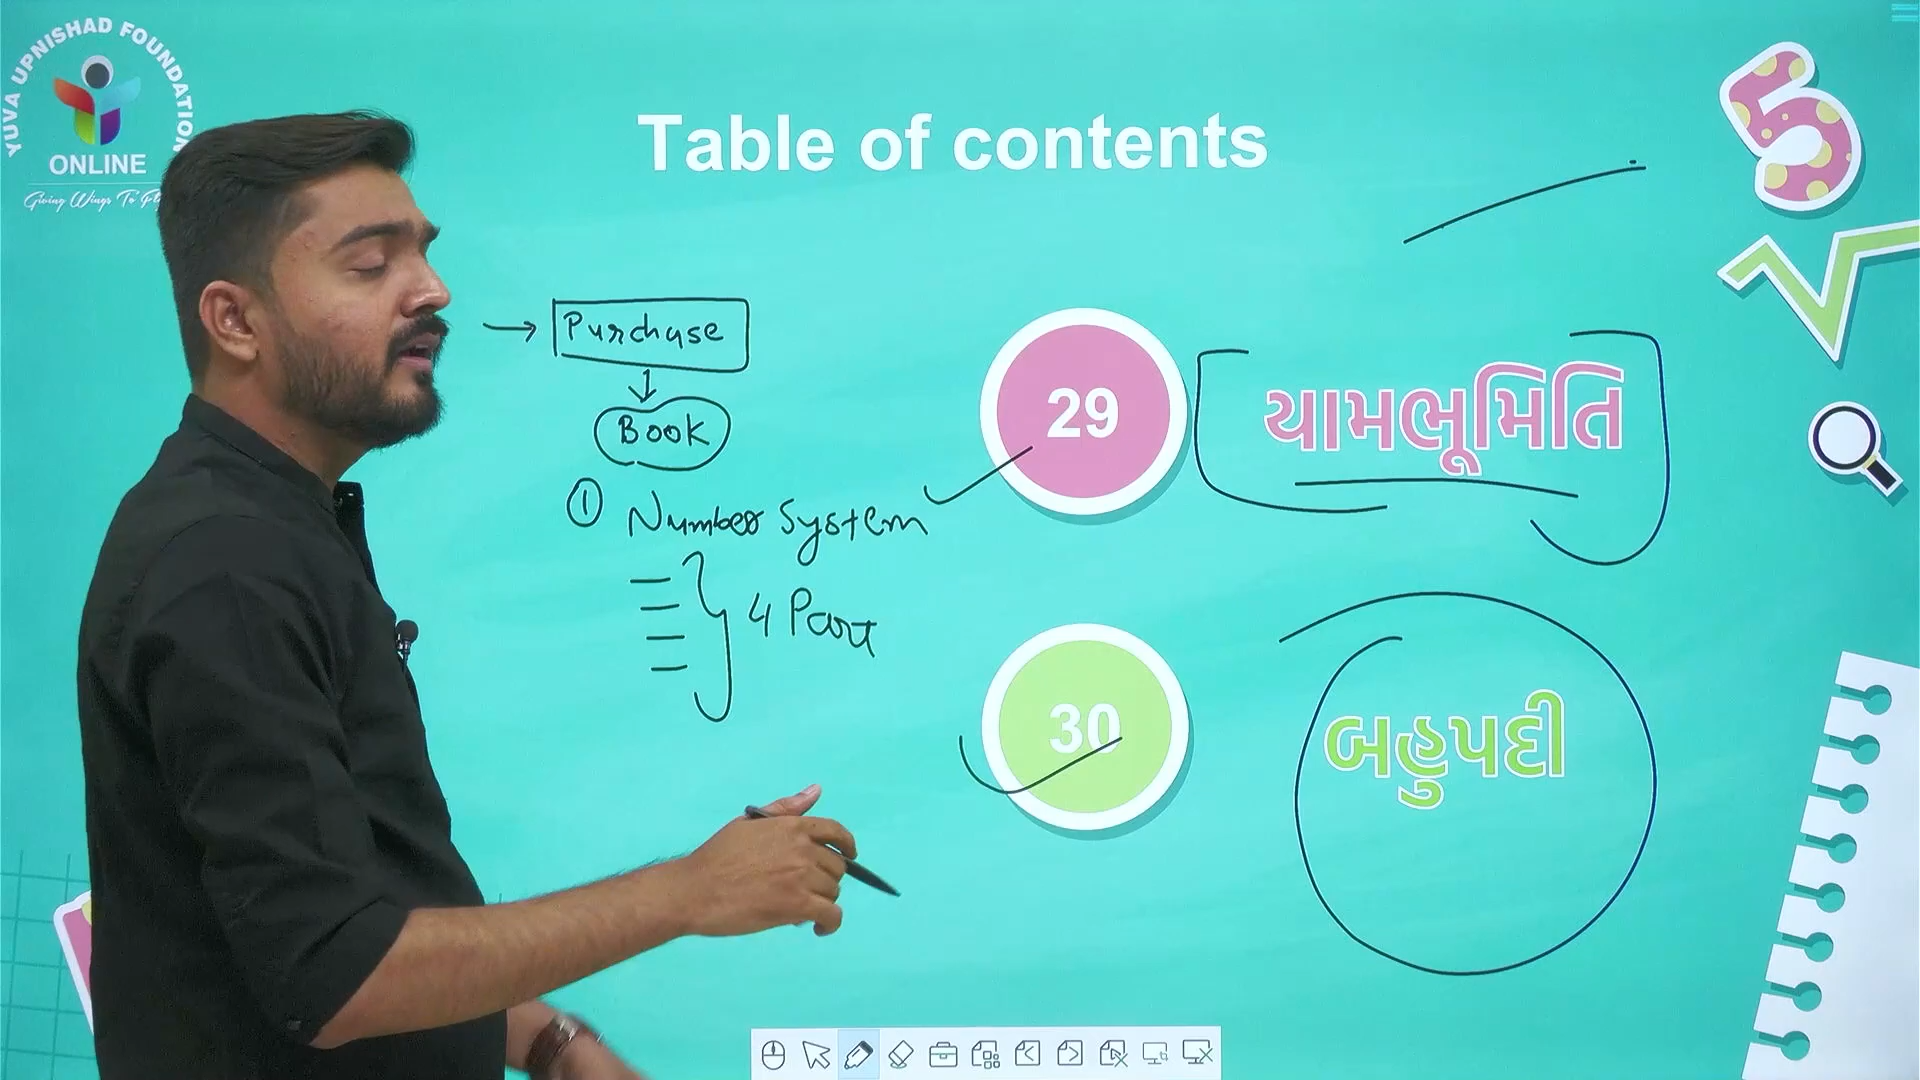 YUVA UPNISHAD FOUNDATION
ONLINE
Table of contents
Purchase
Book
29
યામભૂમિતિ
① Number System
4 Part
30
બહુપદી